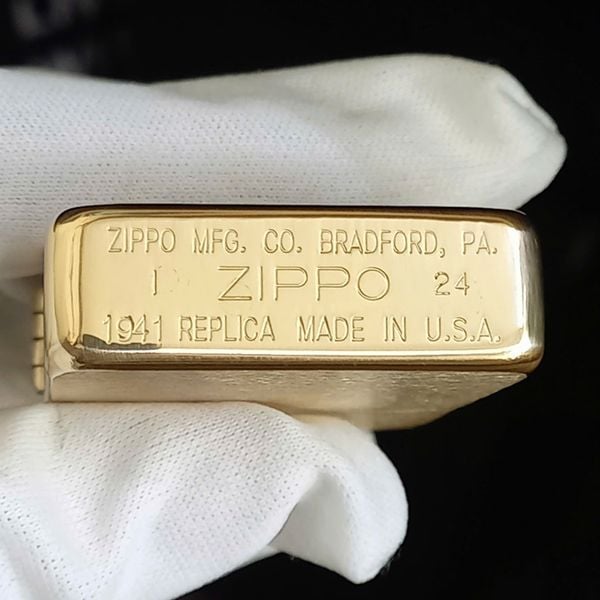 ZIPPO MFG. CO. BRADFORD, PA.
ZIPPO 24
1941 REPLICA MADE IN U.S.A.